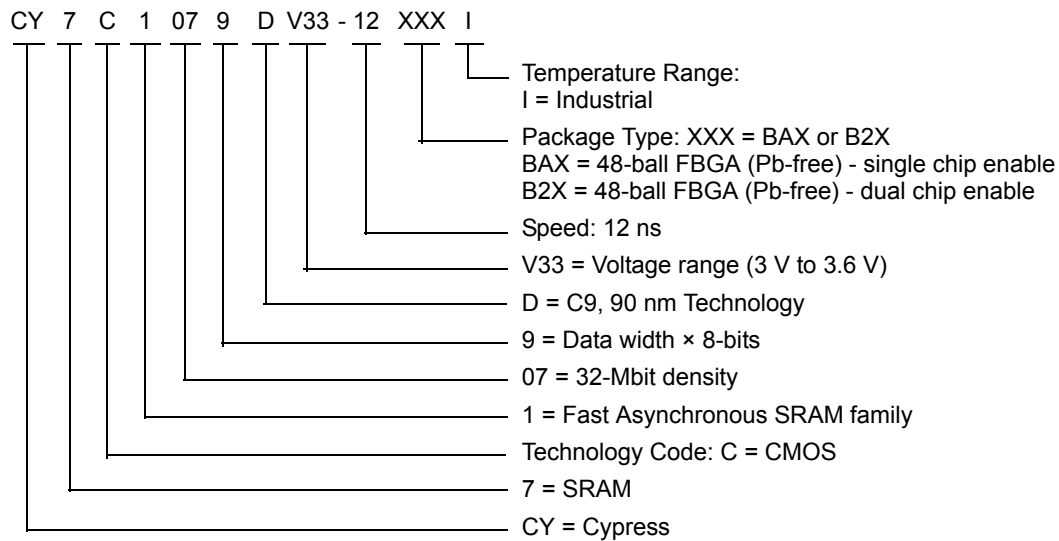 CY 7 C 1 07 9 D V33 - 12 XXX I
Temperature Range:
I = Industrial
Package Type: XXX = BAX or B2X
BAX = 48-ball FBGA (Pb-free) - single chip enable
B2X = 48-ball FBGA (Pb-free) - dual chip enable
Speed: 12 ns
V33 = Voltage range (3 V to 3.6 V)
D = C9, 90 nm Technology
9 = Data width × 8-bits
07 = 32-Mbit density
1 = Fast Asynchronous SRAM family
Technology Code: C = CMOS
7 = SRAM
CY = Cypress